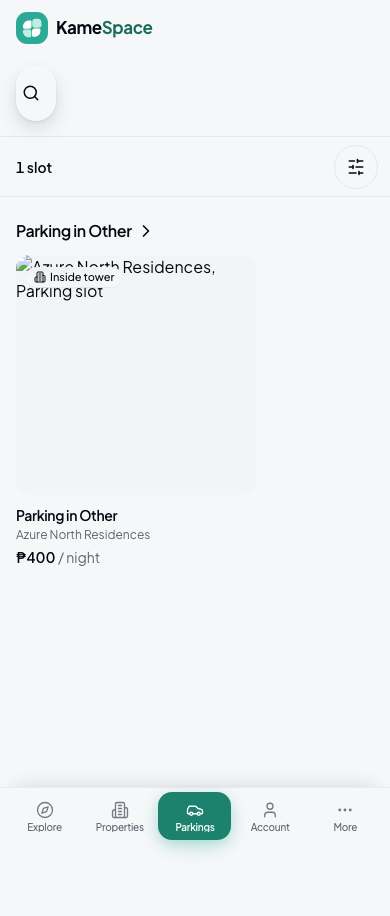 KameSpace
1 slot
Parking in Other
Azure North Residences,
Inside tower
Parking slot
Parking in Other
Azure North Residences
₱400 / night
Explore
Properties
Parkings
Account
More